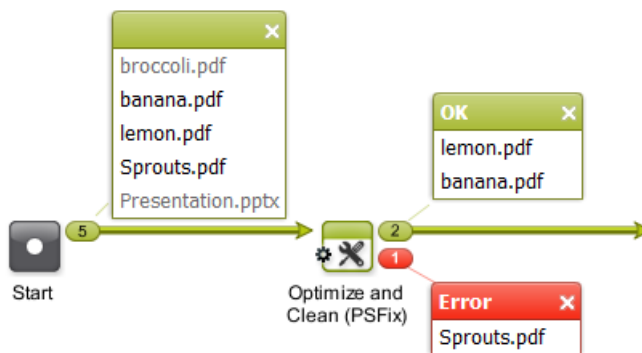 broccoli.pdf
banana.pdf
lemon.pdf
Sprouts.pdf
Presentation.pptx
OK
lemon.pdf
banana.pdf
5
2
1
Start
Optimize and
Clean (PSFix)
Error
Sprouts.pdf